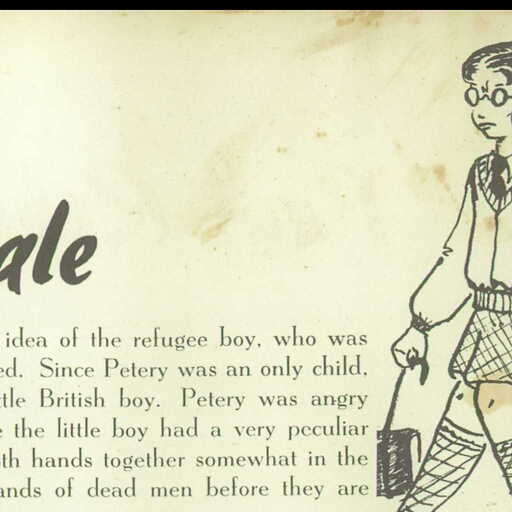 ale
idea of the refugee boy, who was
ed. Since Petery was an only child,
tle British boy. Petery was angry
e the little boy had a very peculiar
oth hands together somewhat in the
ands of dead men before they are